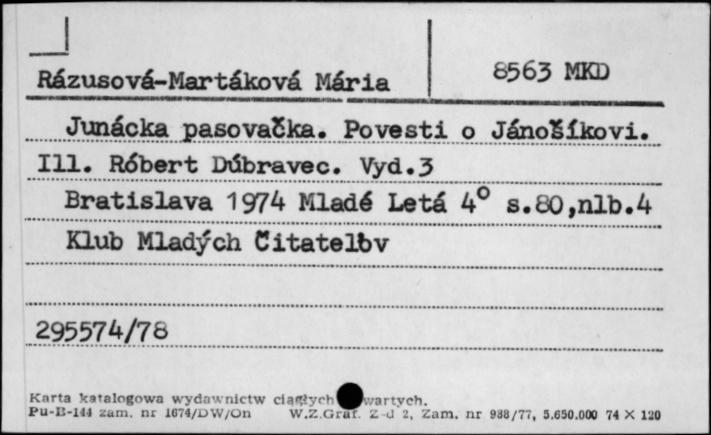 8563 MKD
Rázusová-Martáková Mária
Junácka pasovačka. Povesti o Jánošíkovi.
Ill. Róbert Dúbravec. Vyd.3
Bratislava 1974 Mladé Letá 4° s.80,nlb.4
Klub Mladých Čitatelbv
295574/78
Karta katalogowa wydawnictw ciągłych wartych.
Pu-B-144 zam. nr 1674/DW/On W.Z.Graf. Z-d 2, Zam. nr 988/77, 5.650.000 74 X 120